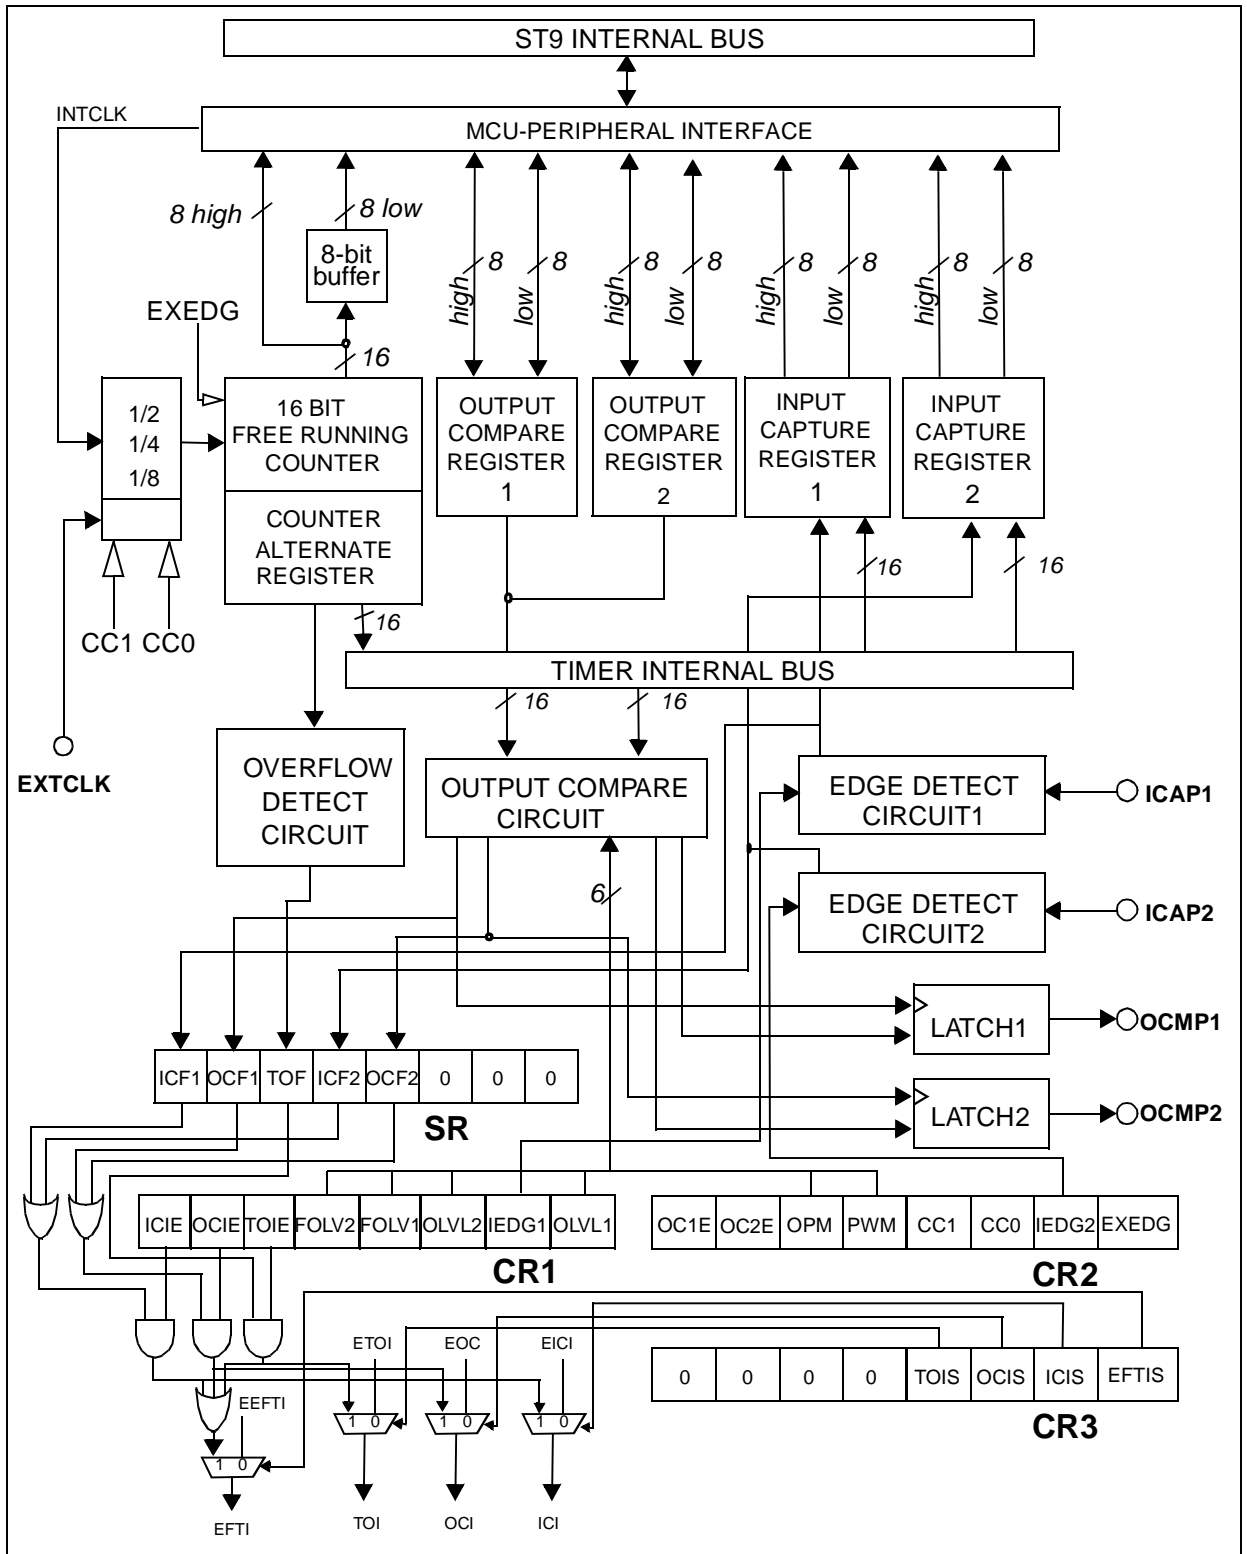 ST9 INTERNAL BUS
INTCLK
MCU-PERIPHERAL INTERFACE
8 high
8 low
8-bit
buffer
high
8
low
8
high
8
low
8
high
8
low
8
high
8
low
8
EXEDG
16
1/2
1/4
1/8
16 BIT
FREE RUNNING
COUNTER
COUNTER
ALTERNATE
REGISTER
OUTPUT
COMPARE
REGISTER
1
OUTPUT
COMPARE
REGISTER
2
INPUT
CAPTURE
REGISTER
1
INPUT
CAPTURE
REGISTER
2
16
16
16
CC1 CC0
TIMER INTERNAL BUS
16
16
EXTCLK
OVERFLOW
DETECT
CIRCUIT
OUTPUT COMPARE
CIRCUIT
EDGE DETECT
CIRCUIT1
ICAP1
6
EDGE DETECT
CIRCUIT2
ICAP2
LATCH1
OCMP1
ICF1 OCF1 TOF ICF2 OCF2 0 0 0
SR
LATCH2
OCMP2
ICIE OCIE TOIE FOLV2 FOLV1 OLVL2 IEDG1 OLVL1
CR1
OC1E OC2E OPM PWM CC1 CC0 IEDG2 EXEDG
CR2
ETOI EOC EICI
0 0 0 0 TOIS OCIS ICIS EFTIS
CR3
EEFTI
1 0
1 0
1 0
1 0
EFTI
TOI
OCI
ICI